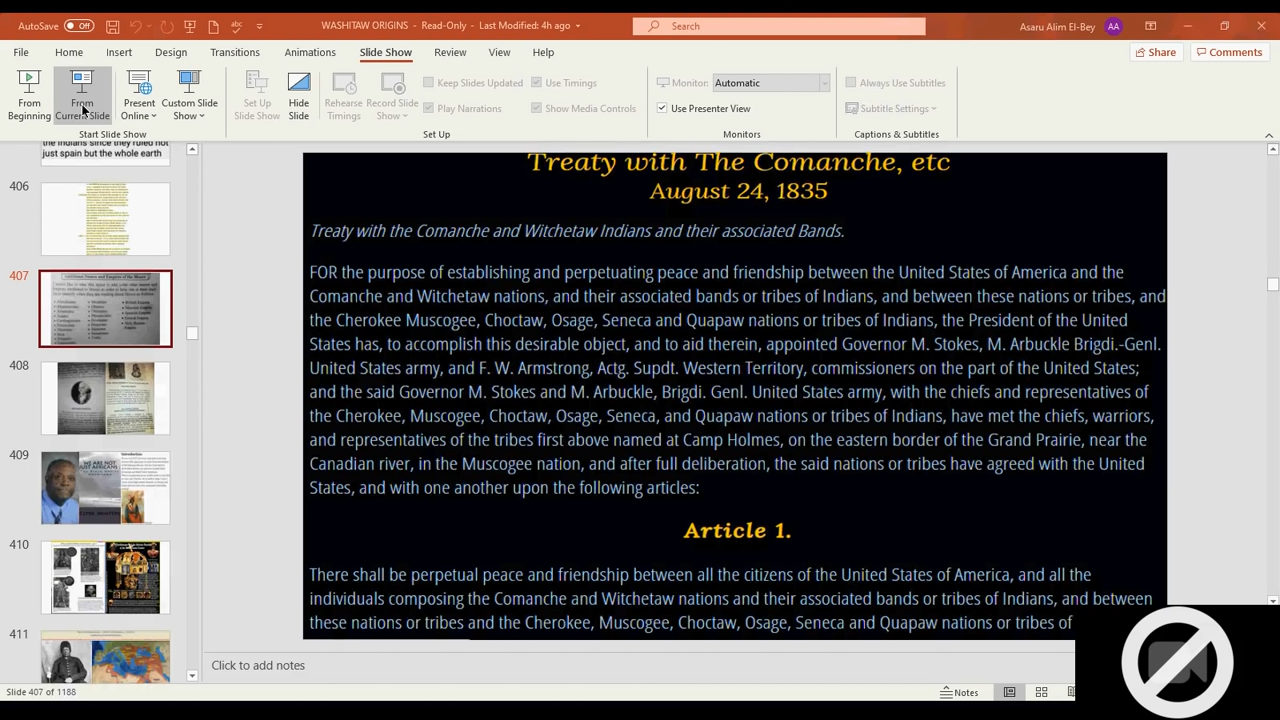 AutoSave Off
WASHITAW ORIGINS - Read-Only - Last Modified: 4h ago
Search
Asaru Alim El-Bey AA
File Home Insert Design Transitions Animations Slide Show Review View Help
Share Comments
From Beginning
From Current Slide
Present Online
Custom Slide Show
Start Slide Show
Set Up Slide Show
Hide Slide
Rehearse Timings
Record Slide Show
Keep Slides Updated
Play Narrations
Use Timings
Show Media Controls
Set Up
Monitor: Automatic
Use Presenter View
Monitors
Always Use Subtitles
Subtitle Settings
Captions & Subtitles
the Indians since they ruled not
just spain but the whole earth
406
407
408
409
WE ARE NOT
JUST AFRICANS
410
411
Treaty with The Comanche, etc
August 24, 1835
Treaty with the Comanche and Witchetaw Indians and their associated Bands.
FOR the purpose of establishing and perpetuating peace and friendship between the United States of America and the
Comanche and Witchetaw nations, and their associated bands or tribes of Indians, and between these nations or tribes, and
the Cherokee Muscogee, Choctaw, Osage, Seneca and Quapaw nations or tribes of Indians, the President of the United
States has, to accomplish this desirable object, and to aid therein, appointed Governor M. Stokes, M. Arbuckle Brigdi.-Genl.
United States army, and F. W. Armstrong, Actg. Supdt. Western Territory, commissioners on the part of the United States;
and the said Governor M. Stokes and M. Arbuckle, Brigdi. Genl. United States army, with the chiefs and representatives of
the Cherokee, Muscogee, Choctaw, Osage, Seneca, and Quapaw nations or tribes of Indians, have met the chiefs, warriors,
and representatives of the tribes first above named at Camp Holmes, on the eastern border of the Grand Prairie, near the
Canadian river, in the Muscogee nation, and after full deliberation, the said nations or tribes have agreed with the United
States, and with one another upon the following articles:
Article 1.
There shall be perpetual peace and friendship between all the citizens of the United States of America, and all the
individuals composing the Comanche and Witchetaw nations and their associated bands or tribes of Indians, and between
these nations or tribes and the Cherokee, Muscogee, Choctaw, Osage, Seneca and Quapaw nations or tribes of
Click to add notes
Slide 407 of 1188
Notes